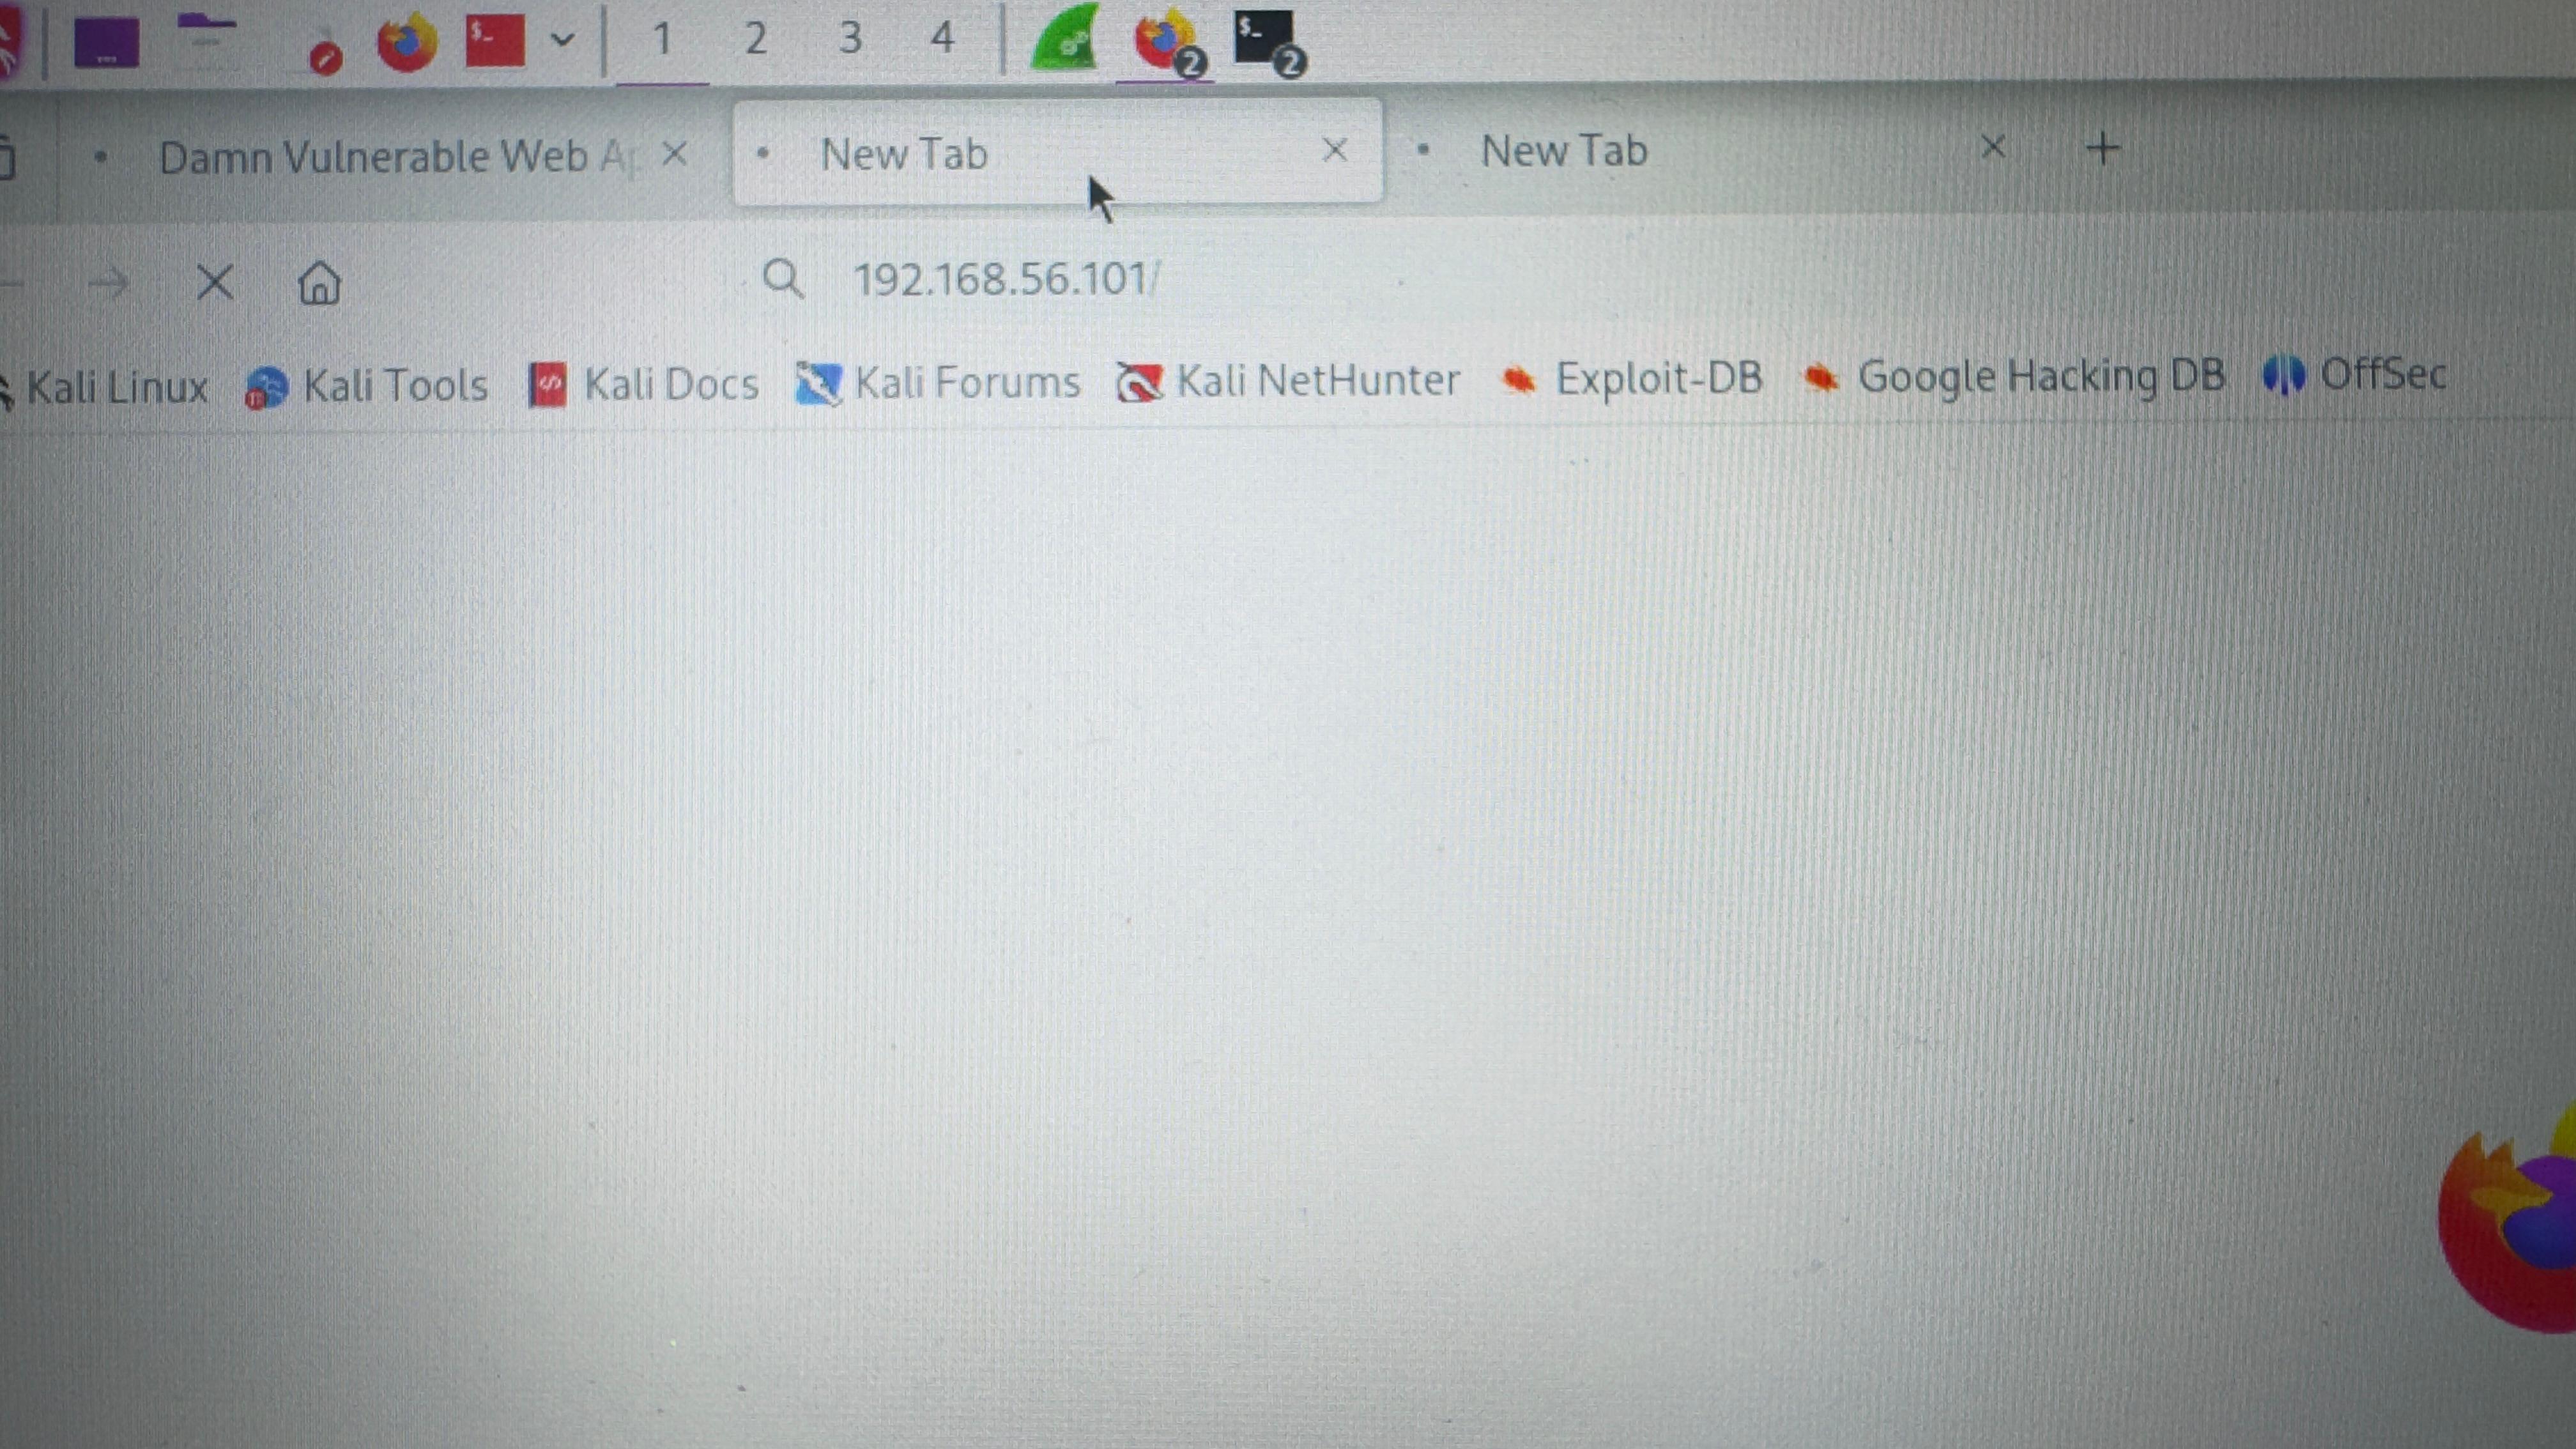 1 2 3 4 2 $_ 2
Damn Vulnerable Web Ap New Tab New Tab
192.168.56.101/
Kali Linux Kali Tools Kali Docs Kali Forums Kali NetHunter Exploit-DB Google Hacking DB OffSec